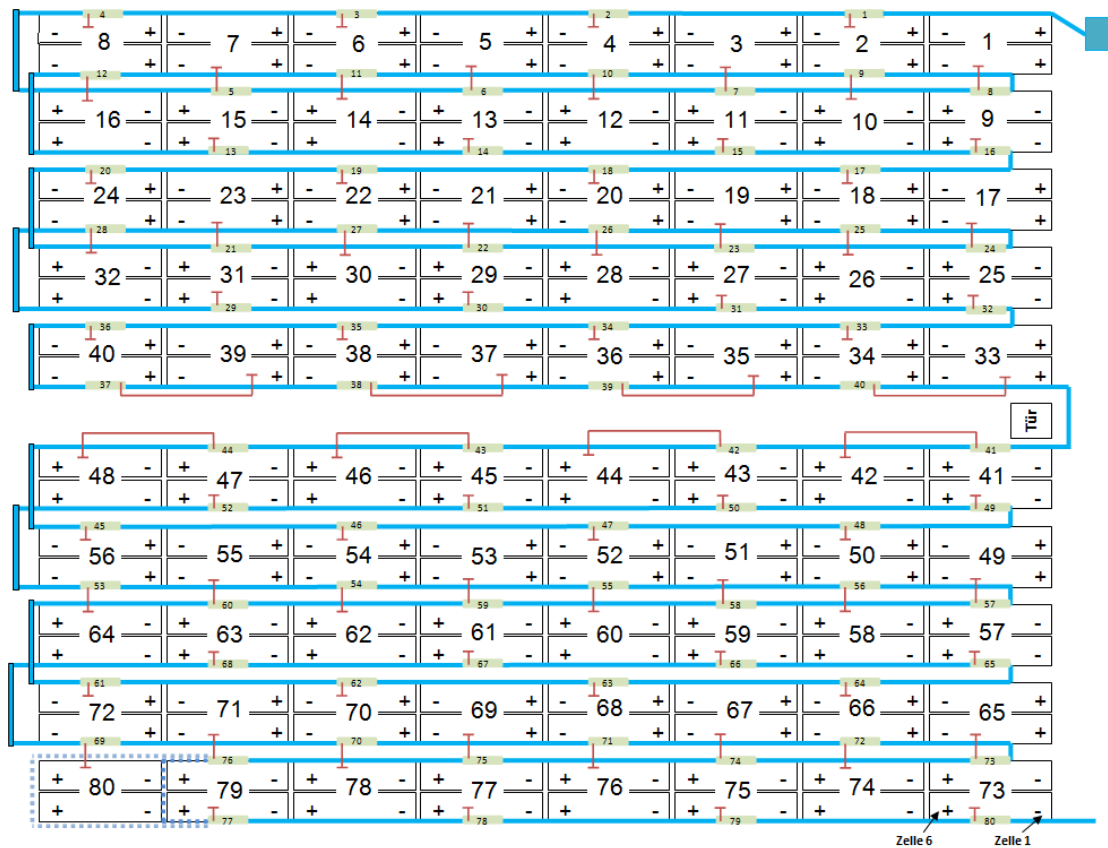 4 3 2 1
- + - + - + - + - + - + - + - +
8 7 6 5 4 3 2 1
- + - + - + - + - + - + - + - +
12 11 10 9
5 6 7 8
+ - + - + - + - + - + - + - + -
16 15 14 13 12 11 10 9
+ - + - + - + - + - + - + - + -
13 14 15 16
20 19 18 17
- + - + - + - + - + - + - + - +
24 23 22 21 20 19 18 17
- + - + - + - + - + - + - + - +
28 27 26 25
21 22 23 24
+ - + - + - + - + - + - + - + -
32 31 30 29 28 27 26 25
+ - + - + - + - + - + - + - + -
29 30 31 32
36 35 34 33
- + - + - + - + - + - + - + - +
40 39 38 37 36 35 34 33
- + - + - + - + - + - + - + - +
37 38 39 40
Tür
44 43 42 41
+ - + - + - + - + - + - + - + -
48 47 46 45 44 43 42 41
+ - + - + - + - + - + - + - + -
52 51 50 49
45 46 47 48
- + - + - + - + - + - + - + - +
56 55 54 53 52 51 50 49
- + - + - + - + - + - + - + - +
53 54 55 56
60 59 58 57
+ - + - + - + - + - + - + - + -
64 63 62 61 60 59 58 57
+ - + - + - + - + - + - + - + -
68 67 66 65
61 62 63 64
- + - + - + - + - + - + - + - +
72 71 70 69 68 67 66 65
- + - + - + - + - + - + - + - +
69 70 71 72
76 75 74 73
+ - + - + - + - + - + - + - + -
80 79 78 77 76 75 74 73
+ - + - + - + - + - + - + - + -
77 78 79 80
Zelle 6 Zelle 1